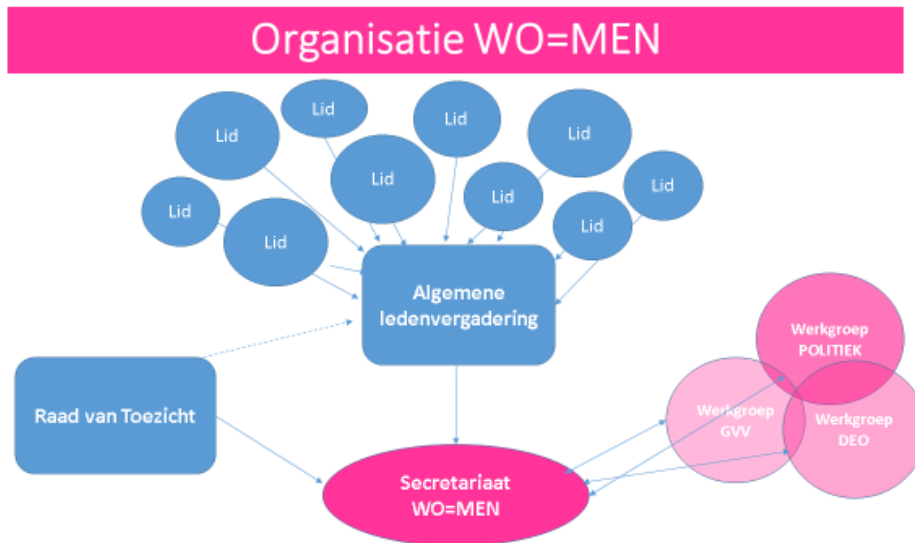 Organisatie WO=MEN
Lid
Lid
Lid
Lid
Lid
Lid
Lid
Lid
Lid
Lid
Algemene
ledenvergadering
Werkgroep
POLITIEK
Raad van Toezicht
Werkgroep
GVV
Werkgroep
DEO
Secretariaat
WO=MEN